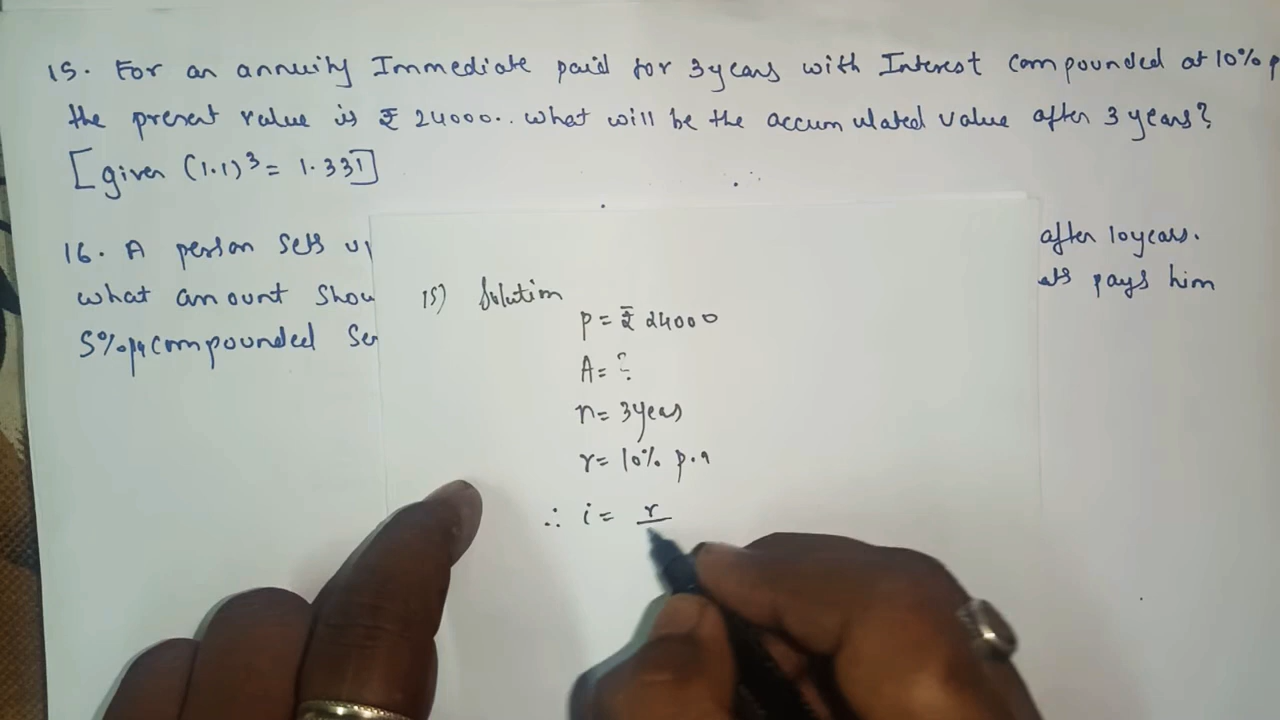 15. For an annuity Immediate paid for 3 years with Interest compounded at 10% p
the present value is ₹ 24000.. what will be the accumulated value after 3 years?
[given (1.1)³ = 1.331]
16. A person sets up after 10 years.
what amount shou pays him
5% pa compounded Se
15) Solution
p = ₹ 24000
A = ?
n = 3 years
r = 10% p.a
∴ i = r